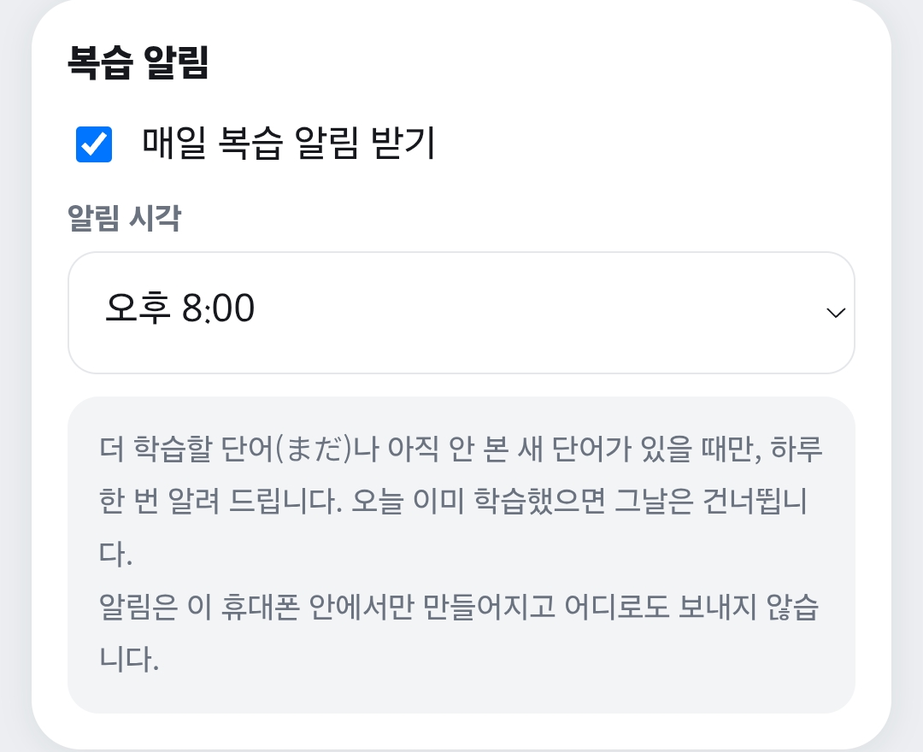 복습 알림
매일 복습 알림 받기
알림 시각
오후 8:00
더 학습할 단어(まだ)나 아직 안 본 새 단어가 있을 때만, 하루
한 번 알려 드립니다. 오늘 이미 학습했으면 그날은 건너뜁니
다.
알림은 이 휴대폰 안에서만 만들어지고 어디로도 보내지 않습
니다.